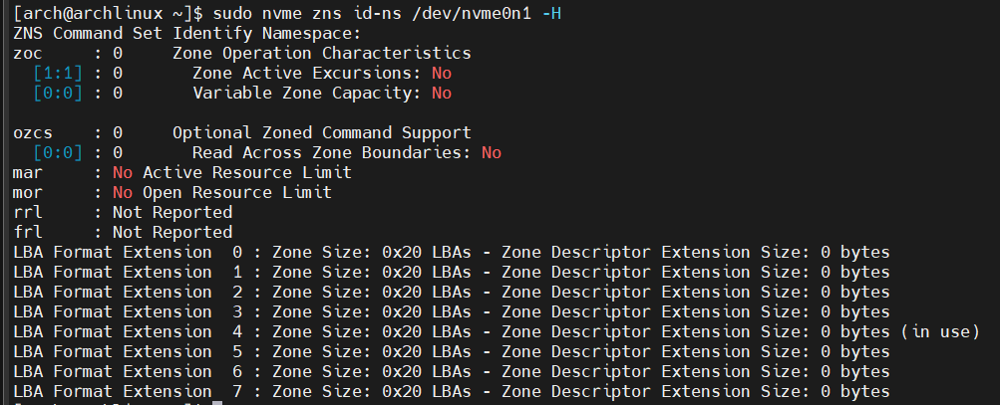 [arch@archlinux ~]$ sudo nvme zns id-ns /dev/nvme0n1 -H
ZNS Command Set Identify Namespace:
zoc     : 0     Zone Operation Characteristics
  [1:1] : 0       Zone Active Excursions: No
  [0:0] : 0       Variable Zone Capacity: No

ozcs    : 0     Optional Zoned Command Support
  [0:0] : 0       Read Across Zone Boundaries: No
mar     : No Active Resource Limit
mor     : No Open Resource Limit
rrl     : Not Reported
frl     : Not Reported
LBA Format Extension  0 : Zone Size: 0x20 LBAs - Zone Descriptor Extension Size: 0 bytes
LBA Format Extension  1 : Zone Size: 0x20 LBAs - Zone Descriptor Extension Size: 0 bytes
LBA Format Extension  2 : Zone Size: 0x20 LBAs - Zone Descriptor Extension Size: 0 bytes
LBA Format Extension  3 : Zone Size: 0x20 LBAs - Zone Descriptor Extension Size: 0 bytes
LBA Format Extension  4 : Zone Size: 0x20 LBAs - Zone Descriptor Extension Size: 0 bytes (in use)
LBA Format Extension  5 : Zone Size: 0x20 LBAs - Zone Descriptor Extension Size: 0 bytes
LBA Format Extension  6 : Zone Size: 0x20 LBAs - Zone Descriptor Extension Size: 0 bytes
LBA Format Extension  7 : Zone Size: 0x20 LBAs - Zone Descriptor Extension Size: 0 bytes